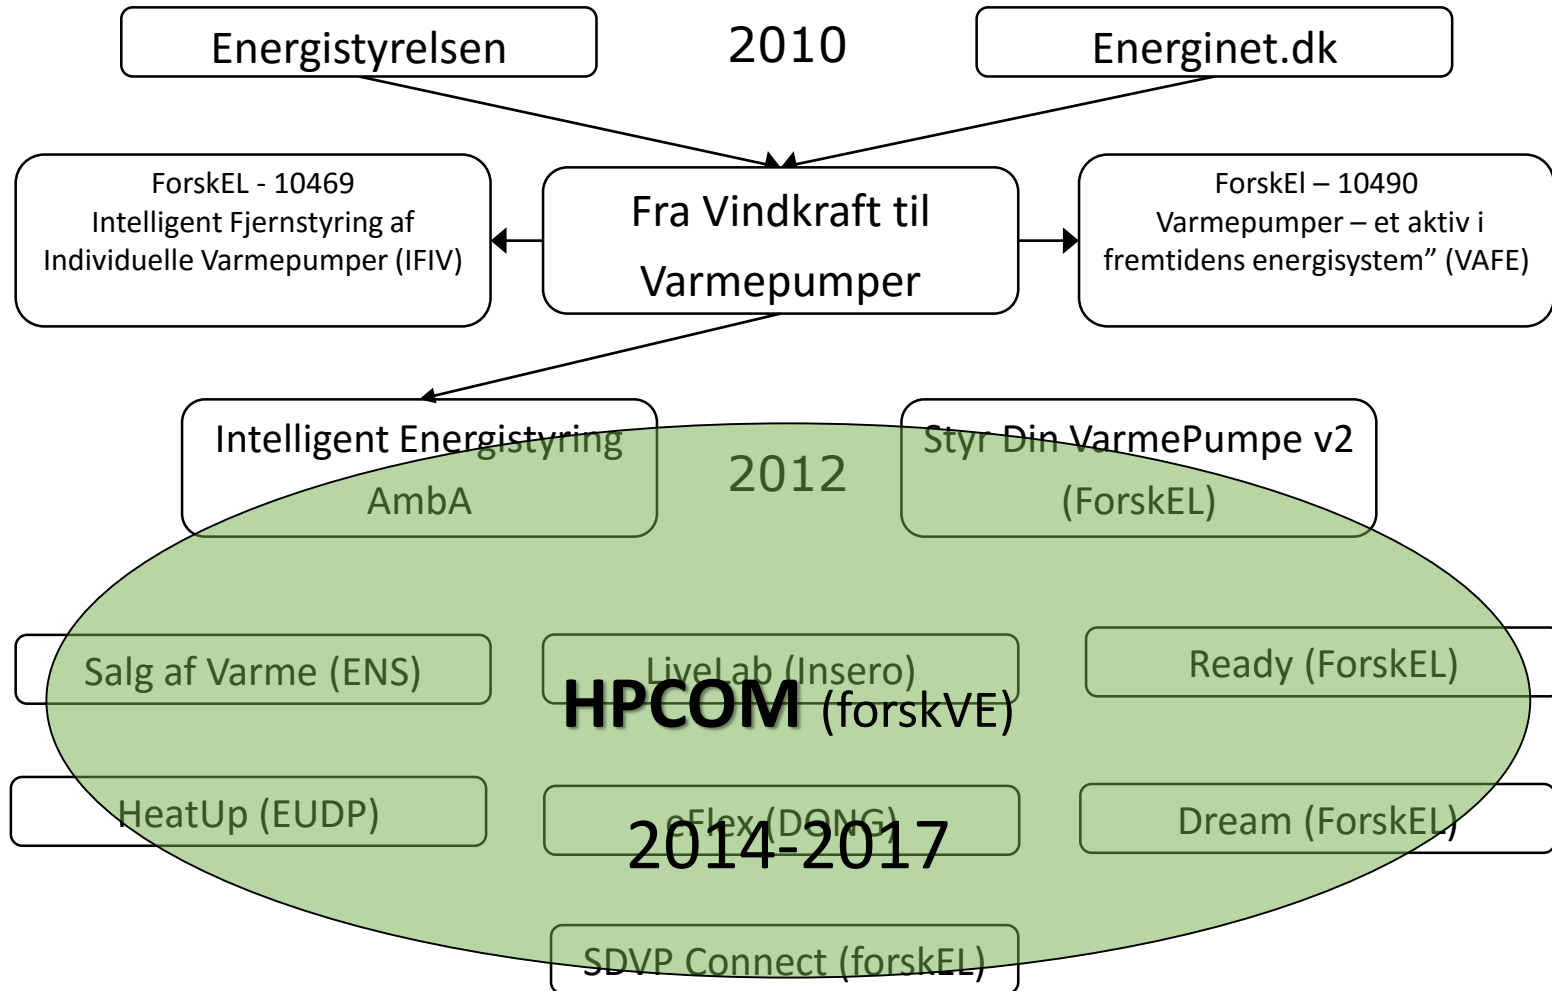 Energistyrelsen
2010
Energinet.dk
ForskEL - 10469
Intelligent Fjernstyring af
Individuelle Varmepumper (IFIV)
Fra Vindkraft til
Varmepumper
ForskEl – 10490
Varmepumper – et aktiv i
fremtidens energisystem” (VAFE)
Intelligent Energistyring
AmbA
2012
Styr Din VarmePumpe v2
(ForskEL)
Salg af Varme (ENS)
LiveLab (Insero)
Ready (ForskEL)
HPCOM (forskVE)
HeatUp (EUDP)
eFlex (DONG)
Dream (ForskEL)
2014-2017
SDVP Connect (forskEL)